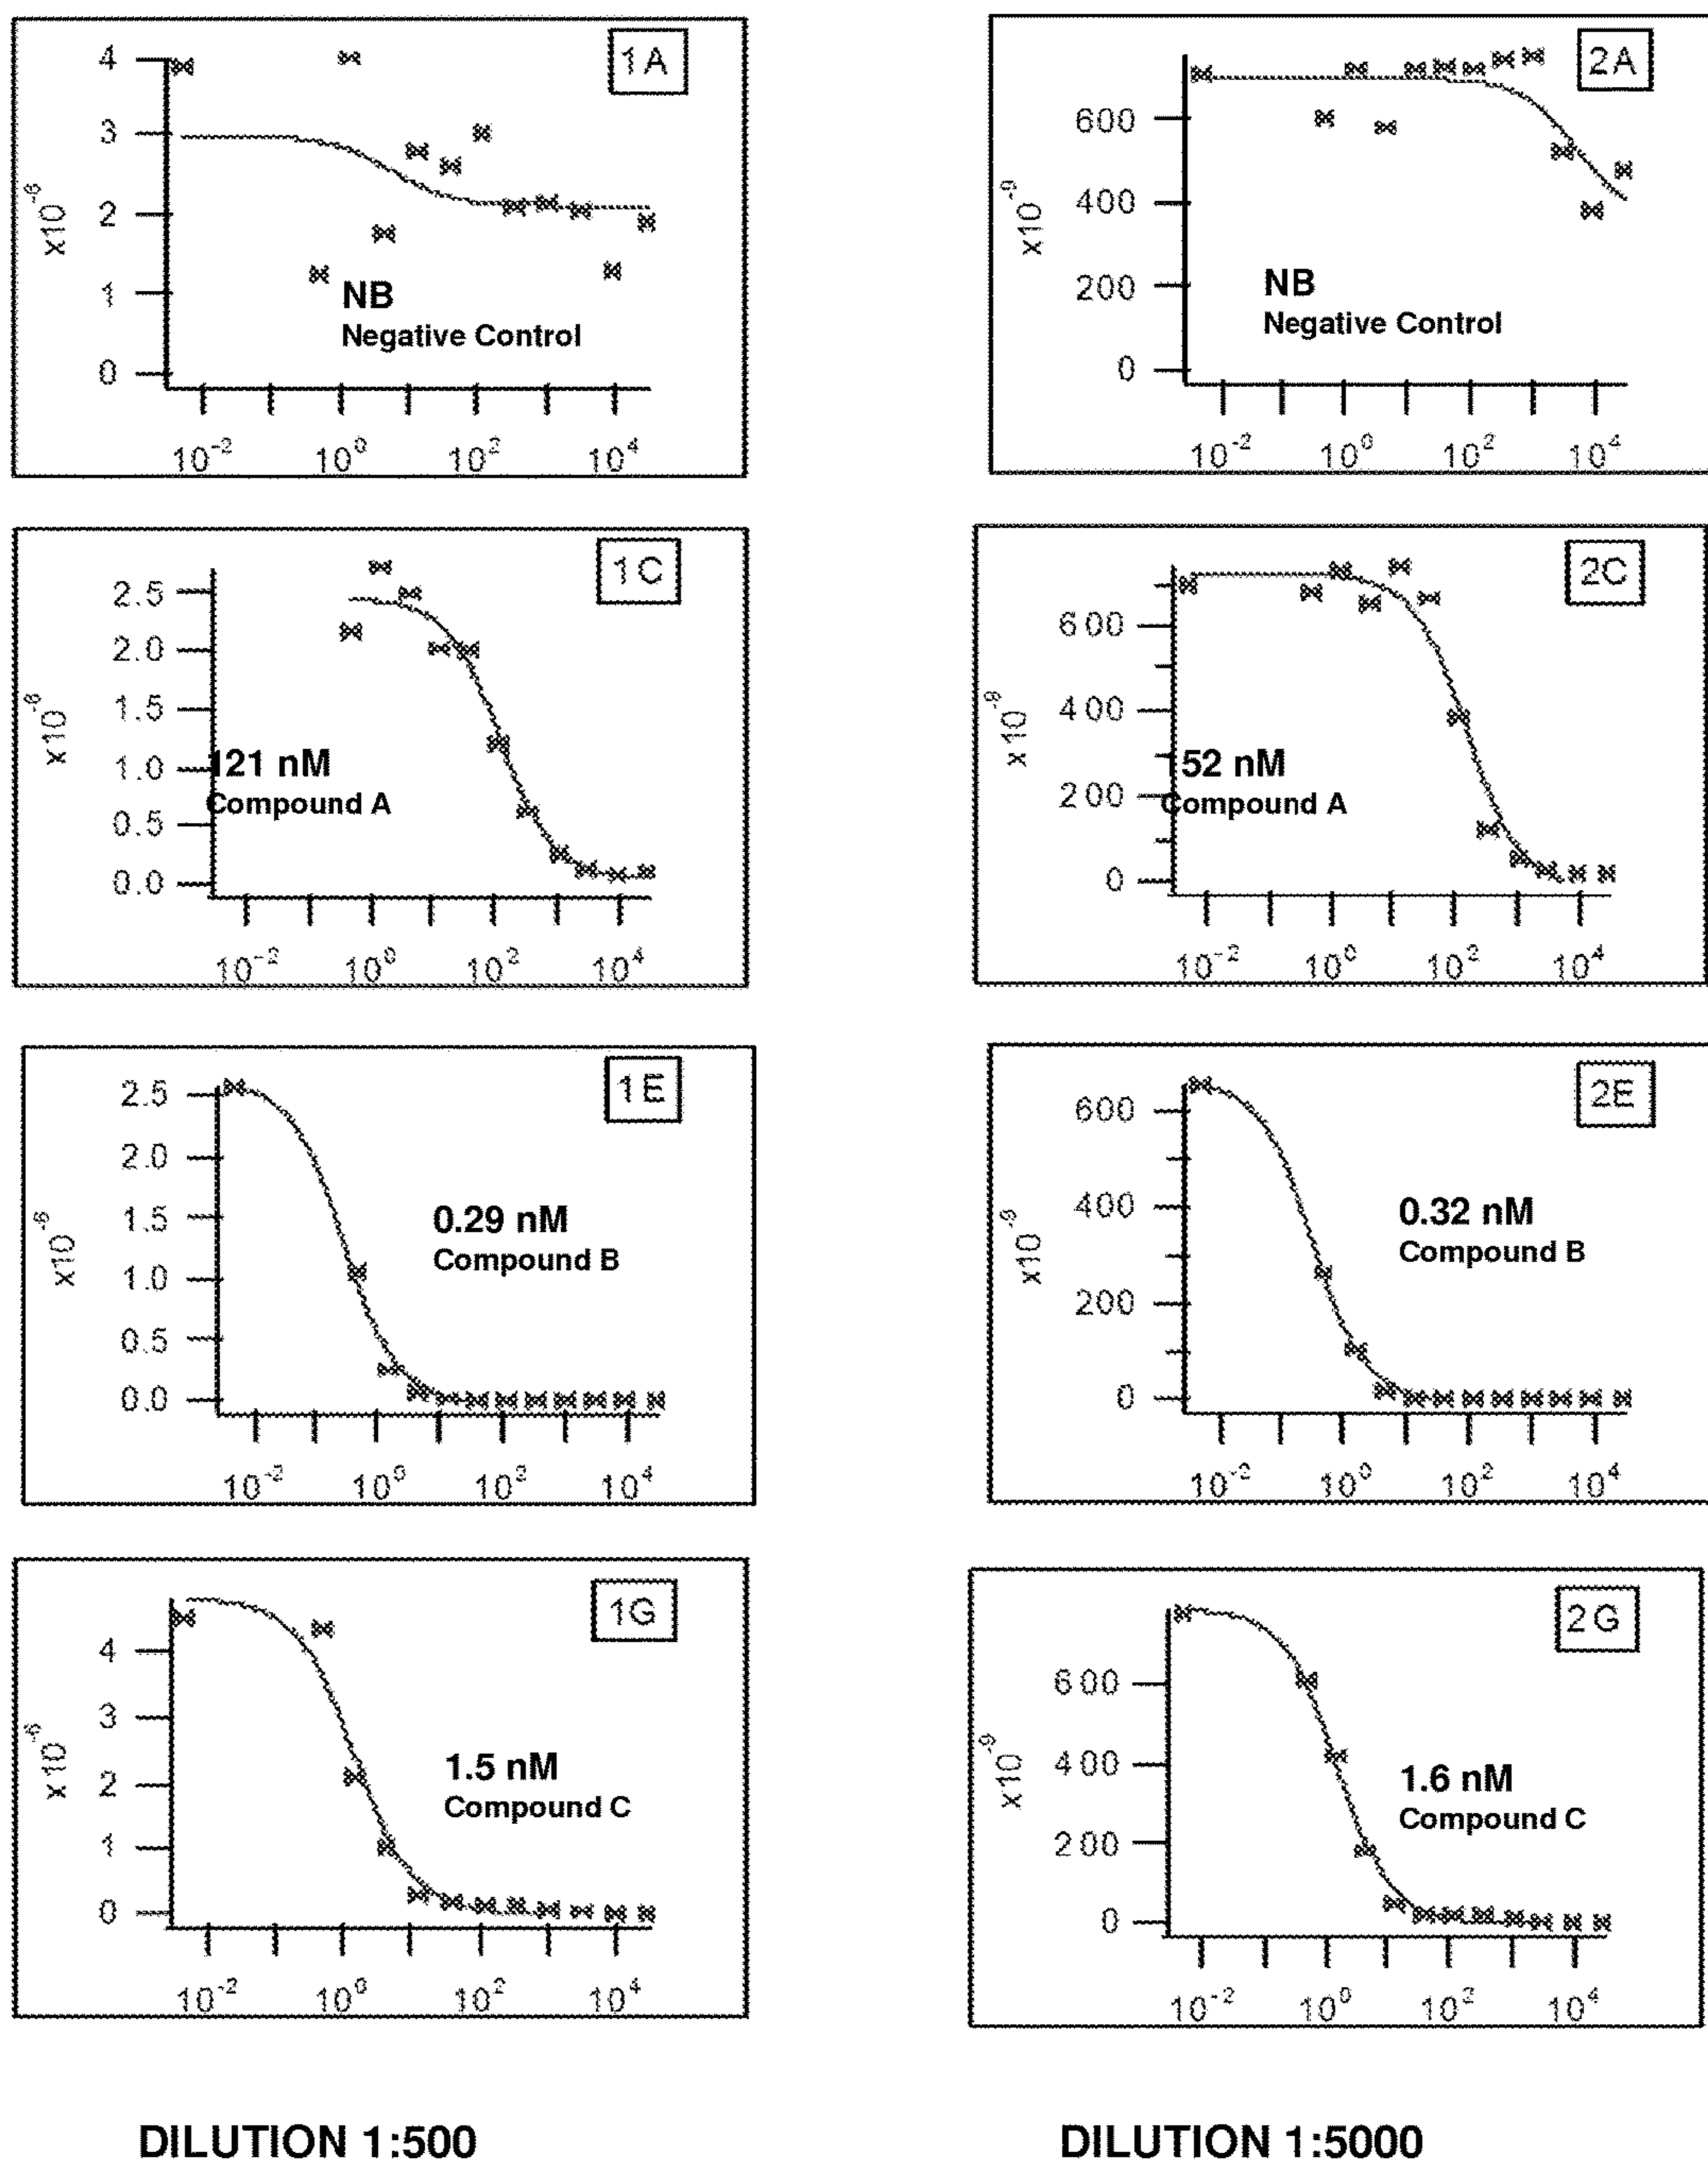 1A
4
3
2
1
0
x10⁻⁶
NB
Negative Control
10⁻² 10⁰ 10² 10⁴
2A
600
400
200
0
x10⁻⁹
NB
Negative Control
10⁻² 10⁰ 10² 10⁴
1C
2.5
2.0
1.5
1.0
0.5
0.0
x10⁻⁶
121 nM
Compound A
10⁻² 10⁰ 10² 10⁴
2C
600
400
200
0
x10⁻⁹
152 nM
Compound A
10⁻² 10⁰ 10² 10⁴
1E
2.5
2.0
1.5
1.0
0.5
0.0
x10⁻⁶
0.29 nM
Compound B
10⁻² 10⁰ 10² 10⁴
2E
600
400
200
0
x10⁻⁹
0.32 nM
Compound B
10⁻² 10⁰ 10² 10⁴
1G
4
3
2
1
0
x10⁻⁶
1.5 nM
Compound C
10⁻² 10⁰ 10² 10⁴
2G
600
400
200
0
x10⁻⁹
1.6 nM
Compound C
10⁻² 10⁰ 10² 10⁴
DILUTION 1:500
DILUTION 1:5000